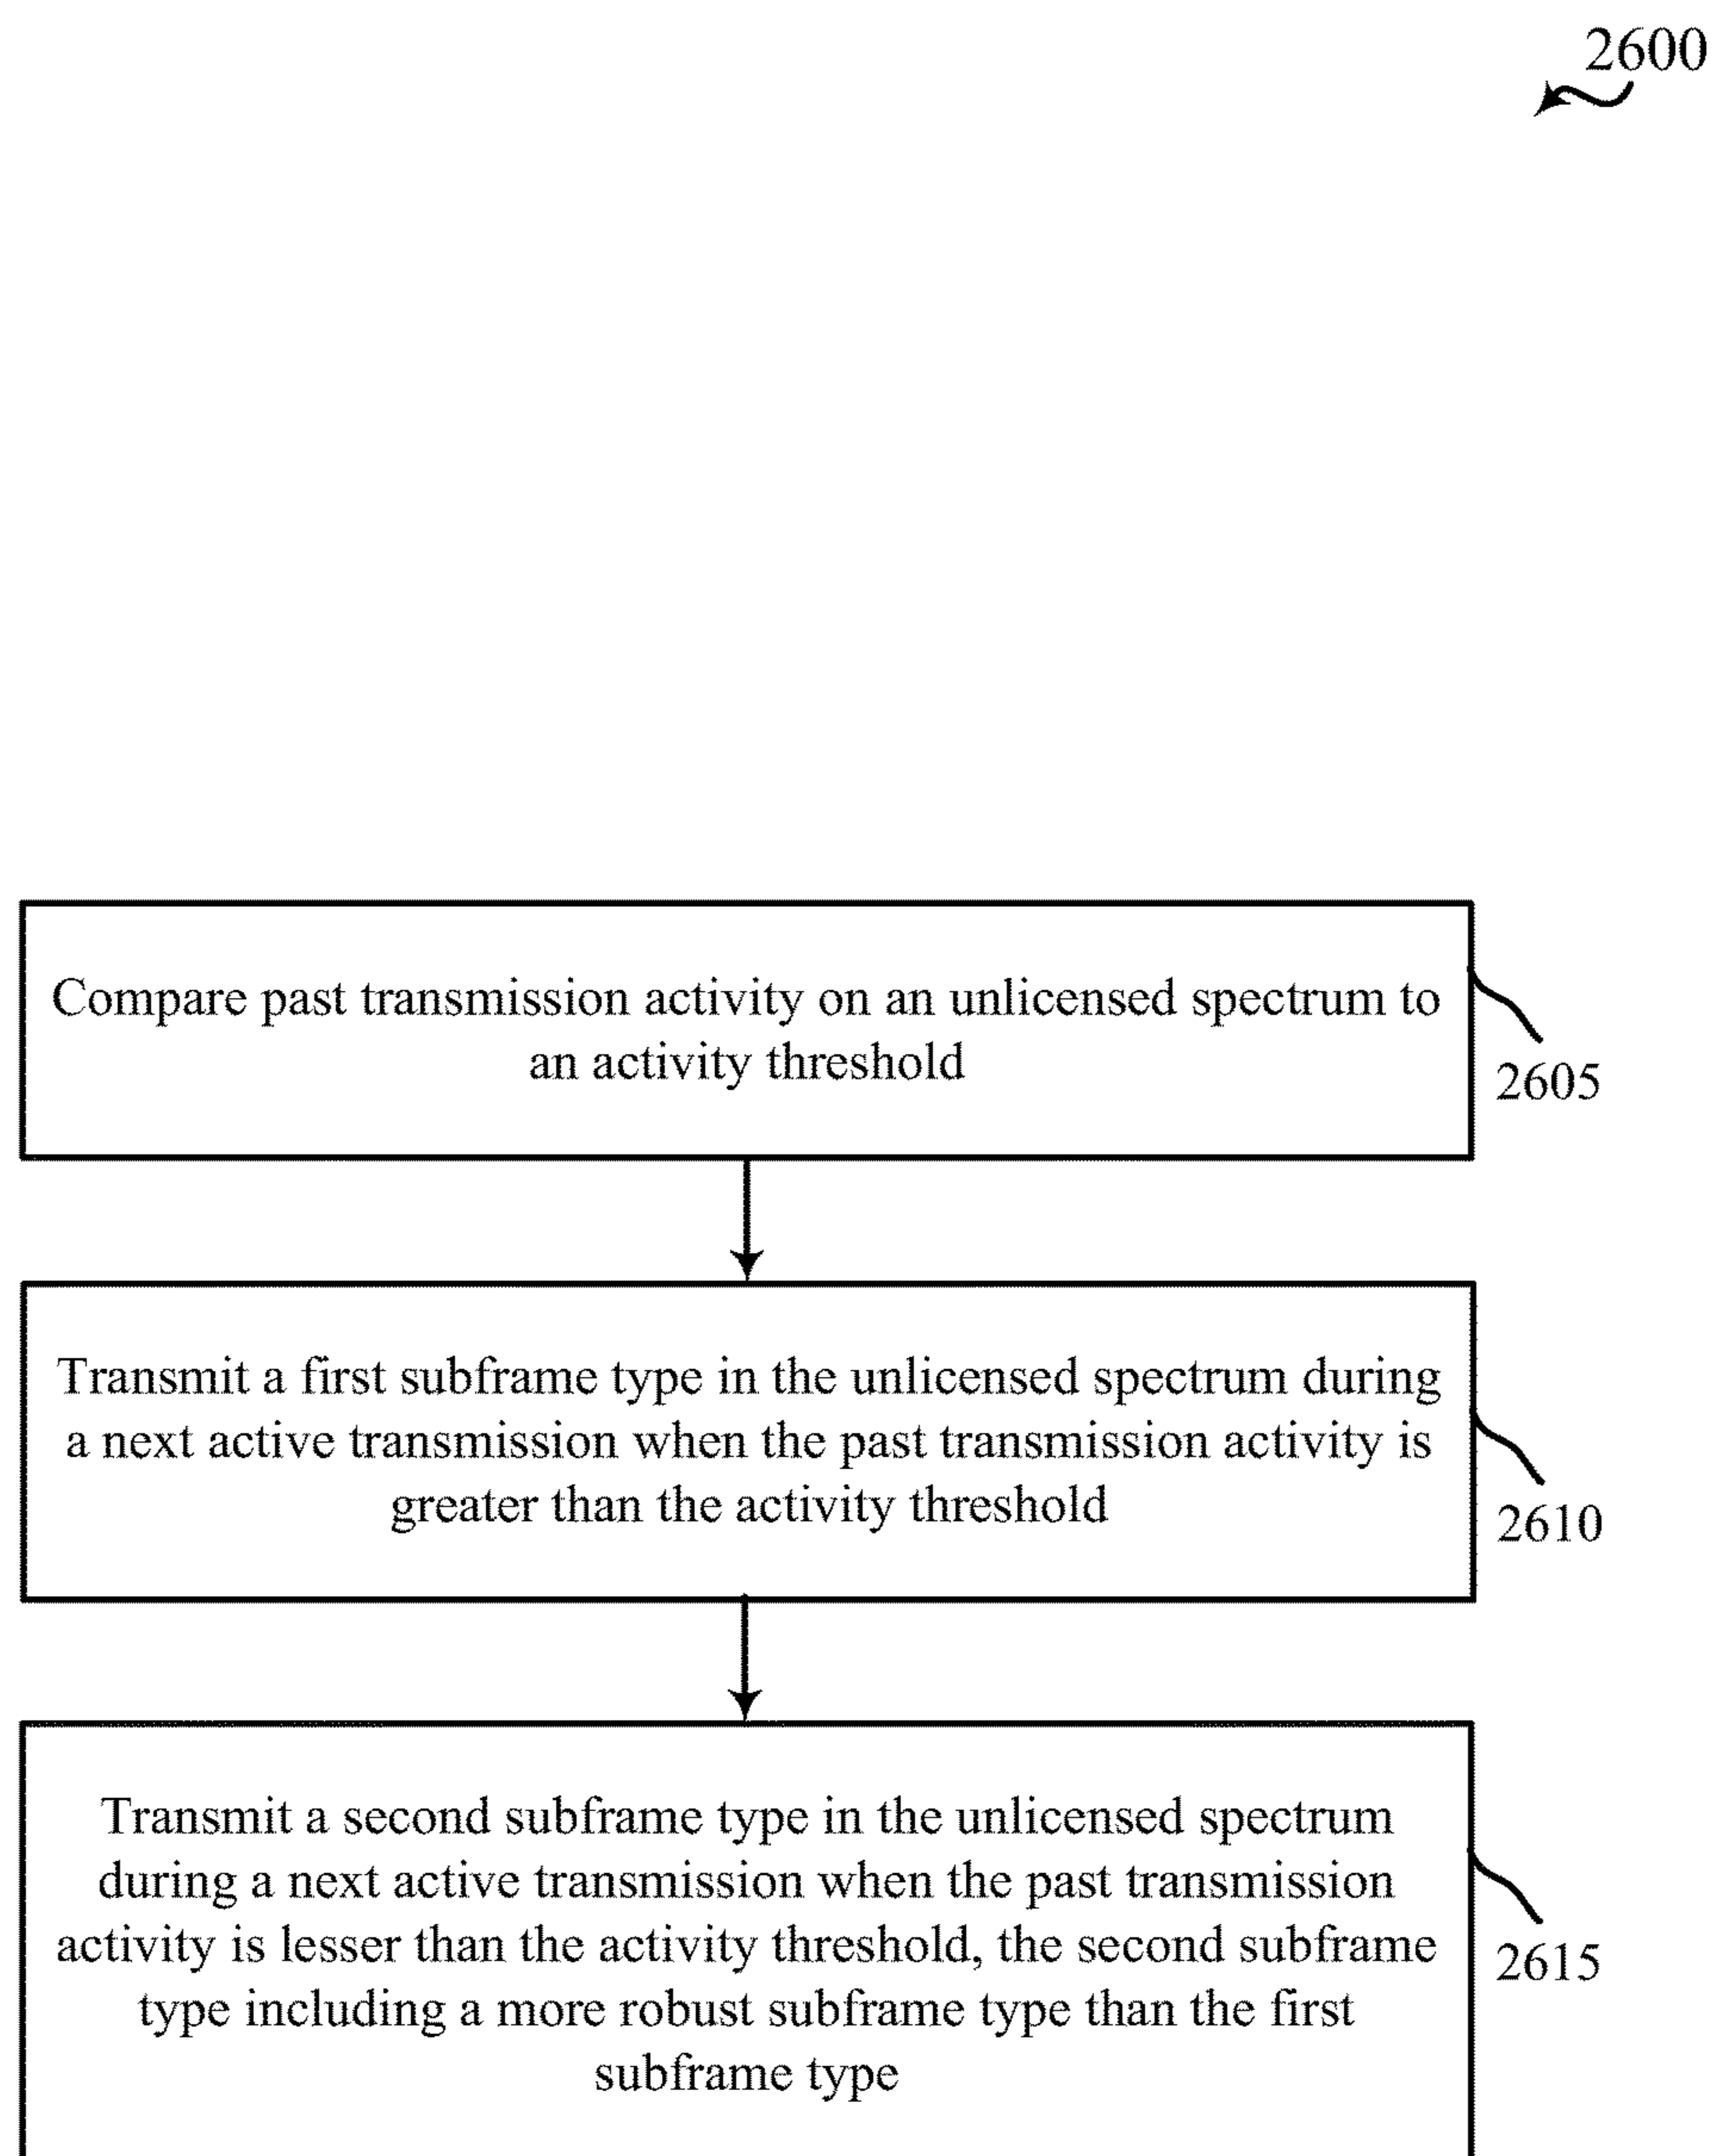 2600
Compare past transmission activity on an unlicensed spectrum to
an activity threshold
2605
Transmit a first subframe type in the unlicensed spectrum during
a next active transmission when the past transmission activity is
greater than the activity threshold
2610
Transmit a second subframe type in the unlicensed spectrum
during a next active transmission when the past transmission
activity is lesser than the activity threshold, the second subframe
type including a more robust subframe type than the first
subframe type
2615